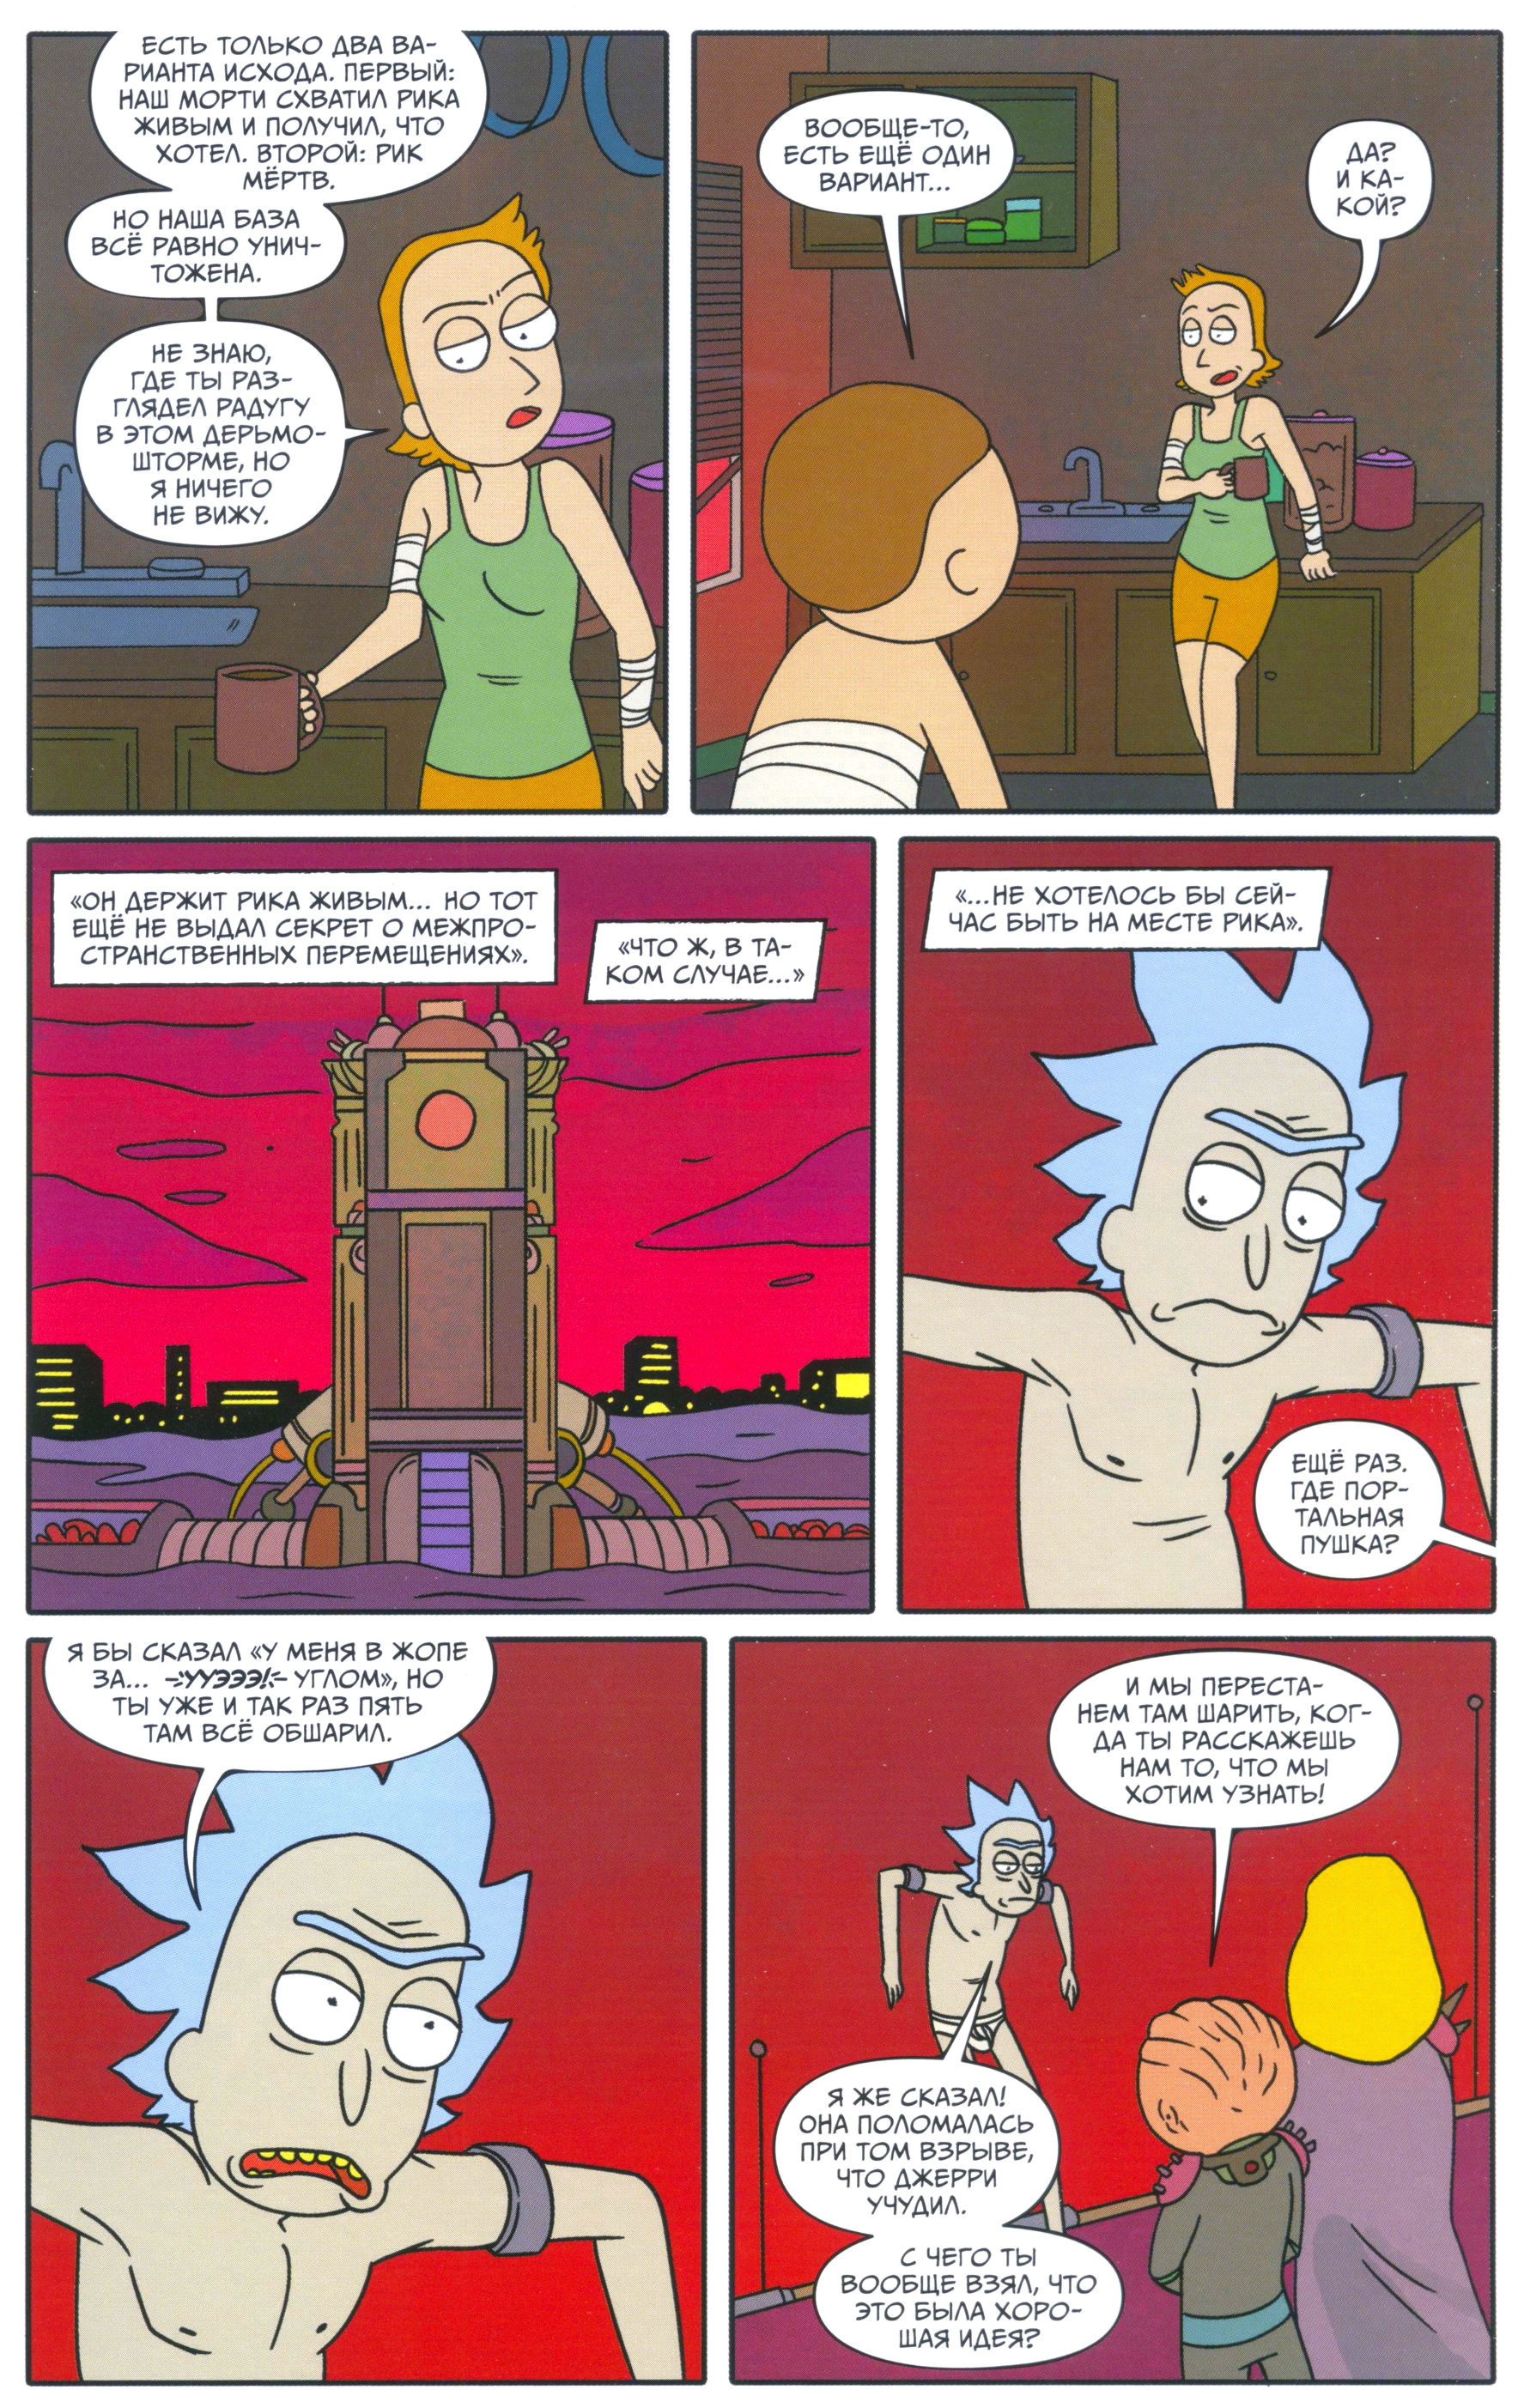 ЕСТЬ ТОЛЬКО ДВА ВА-
РИАНТА ИСХОДА. ПЕРВЫЙ:
НАШ МОРТИ СХВАТИЛ РИКА
ЖИВЫМ И ПОЛУЧИЛ, ЧТО
ХОТЕЛ. ВТОРОЙ: РИК
МЁРТВ.
НО НАША БАЗА
ВСЁ РАВНО УНИЧ-
ТОЖЕНА.
НЕ ЗНАЮ,
ГДЕ ТЫ РАЗ-
ГЛЯДЕЛ РАДУГУ
В ЭТОМ ДЕРЬМО-
ШТОРМЕ, НО
Я НИЧЕГО
НЕ ВИЖУ.
ВООБЩЕ-ТО,
ЕСТЬ ЕЩЁ ОДИН
ВАРИАНТ...
ДА?
И КА-
КОЙ?
«ОН ДЕРЖИТ РИКА ЖИВЫМ... НО ТОТ
ЕЩЁ НЕ ВЫДАЛ СЕКРЕТ О МЕЖПРО-
СТРАНСТВЕННЫХ ПЕРЕМЕЩЕНИЯХ».
«ЧТО Ж, В ТА-
КОМ СЛУЧАЕ...»
«...НЕ ХОТЕЛОСЬ БЫ СЕЙ-
ЧАС БЫТЬ НА МЕСТЕ РИКА».
ЕЩЁ РАЗ.
ГДЕ ПОР-
ТАЛЬНАЯ
ПУШКА?
Я БЫ СКАЗАЛ «У МЕНЯ В ЖОПЕ
ЗА... УУЭЭЭ! УГЛОМ», НО
ТЫ УЖЕ И ТАК РАЗ ПЯТЬ
ТАМ ВСЁ ОБШАРИЛ.
И МЫ ПЕРЕСТА-
НЕМ ТАМ ШАРИТЬ, КОГ-
ДА ТЫ РАССКАЖЕШЬ
НАМ ТО, ЧТО МЫ
ХОТИМ УЗНАТЬ!
Я ЖЕ СКАЗАЛ!
ОНА ПОЛОМАЛАСЬ
ПРИ ТОМ ВЗРЫВЕ,
ЧТО ДЖЕРРИ
УЧУДИЛ.
С ЧЕГО ТЫ
ВООБЩЕ ВЗЯЛ, ЧТО
ЭТО БЫЛА ХОРО-
ШАЯ ИДЕЯ?